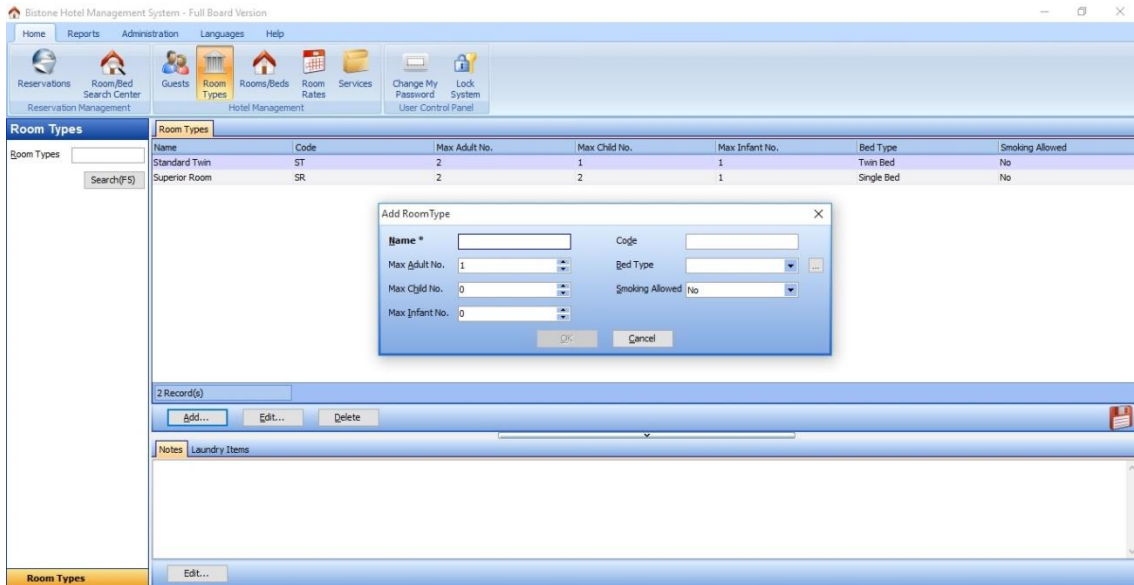 Bistone Hotel Management System - Full Board Version
Home Reports Administration Languages Help
Reservations Room/Bed Search Center Guests Room Types Rooms/Beds Room Rates Services Change My Password Lock System
Reservation Management Hotel Management User Control Panel
Room Types
Room Types
Search(F5)
Room Types
Name Code Max Adult No. Max Child No. Max Infant No. Bed Type Smoking Allowed
Standard Twin ST 2 1 1 Twin Bed No
Superior Room SR 2 2 1 Single Bed No
Add RoomType
Name * Code
Max Adult No. 1 Bed Type ...
Max Child No. 0 Smoking Allowed No
Max Infant No. 0
OK Cancel
2 Record(s)
Add... Edit... Delete
Notes Laundry Items
Edit...
Room Types